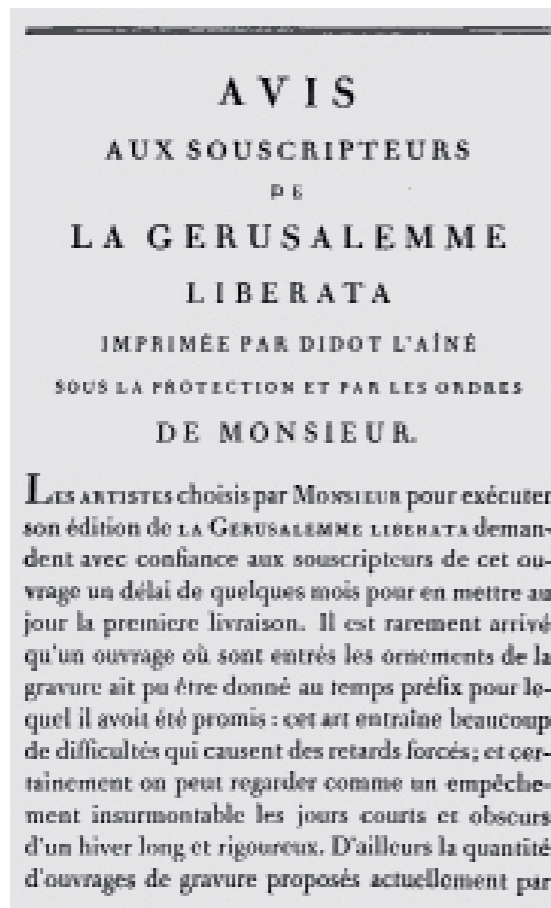 AVIS
AUX SOUSCRIPTEURS
DE
LA GERUSALEMME
LIBERATA
IMPRIMÉE PAR DIDOT L'AÎNÉ
SOUS LA PROTECTION ET PAR LES ORDRES
DE MONSIEUR.
LES ARTISTES choisis par MONSIEUR pour exécuter
son édition de LA GERUSALEMME LIBERATA deman-
dent avec confiance aux souscripteurs de cet ou-
vrage un délai de quelques mois pour en mettre au
jour la premiere livraison. Il est rarement arrivé
qu'un ouvrage où sont entrés les ornements de la
gravure ait pu être donné au temps préfix pour le-
quel il avoit été promis : cet art entraîne beaucoup
de difficultés qui causent des retards forcés; et cer-
tainement on peut regarder comme un empêche-
ment insurmontable les jours courts et obscurs
d'un hiver long et rigoureux. D'ailleurs la quantité
d'ouvrages de gravure proposés actuellement par